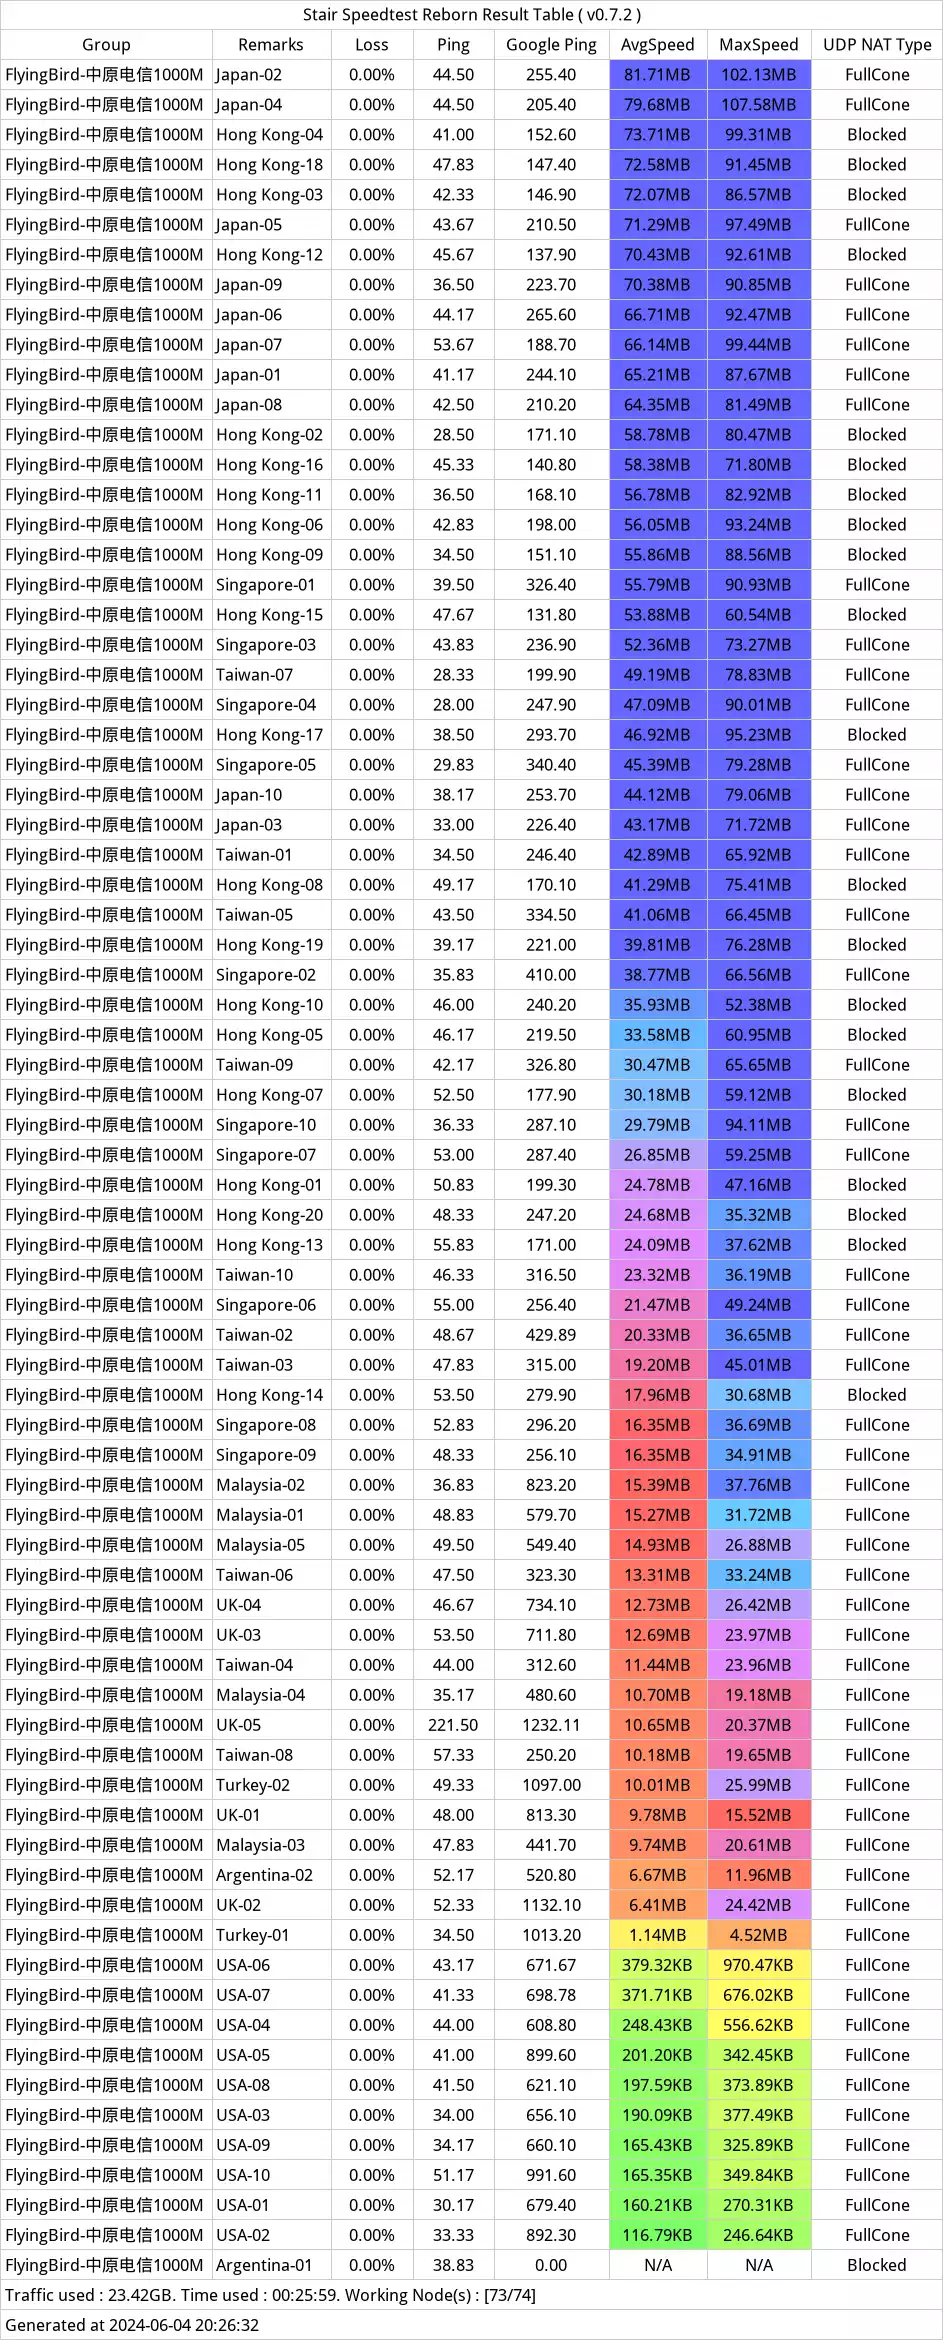 Stair Speedtest Reborn Result Table ( v0.7.2 )
Group Remarks Loss Ping Google Ping AvgSpeed MaxSpeed UDP NAT Type
FlyingBird-中原电信1000M Japan-02 0.00% 44.50 255.40 81.71MB 102.13MB FullCone
FlyingBird-中原电信1000M Japan-04 0.00% 44.50 205.40 79.68MB 107.58MB FullCone
FlyingBird-中原电信1000M Hong Kong-04 0.00% 41.00 152.60 73.71MB 99.31MB Blocked
FlyingBird-中原电信1000M Hong Kong-18 0.00% 47.83 147.40 72.58MB 91.45MB Blocked
FlyingBird-中原电信1000M Hong Kong-03 0.00% 42.33 146.90 72.07MB 86.57MB Blocked
FlyingBird-中原电信1000M Japan-05 0.00% 43.67 210.50 71.29MB 97.49MB FullCone
FlyingBird-中原电信1000M Hong Kong-12 0.00% 45.67 137.90 70.43MB 92.61MB Blocked
FlyingBird-中原电信1000M Japan-09 0.00% 36.50 223.70 70.38MB 90.85MB FullCone
FlyingBird-中原电信1000M Japan-06 0.00% 44.17 265.60 66.71MB 92.47MB FullCone
FlyingBird-中原电信1000M Japan-07 0.00% 53.67 188.70 66.14MB 99.44MB FullCone
FlyingBird-中原电信1000M Japan-01 0.00% 41.17 244.10 65.21MB 87.67MB FullCone
FlyingBird-中原电信1000M Japan-08 0.00% 42.50 210.20 64.35MB 81.49MB FullCone
FlyingBird-中原电信1000M Hong Kong-02 0.00% 28.50 171.10 58.78MB 80.47MB Blocked
FlyingBird-中原电信1000M Hong Kong-16 0.00% 45.33 140.80 58.38MB 71.80MB Blocked
FlyingBird-中原电信1000M Hong Kong-11 0.00% 36.50 168.10 56.78MB 82.92MB Blocked
FlyingBird-中原电信1000M Hong Kong-06 0.00% 42.83 198.00 56.05MB 93.24MB Blocked
FlyingBird-中原电信1000M Hong Kong-09 0.00% 34.50 151.10 55.86MB 88.56MB Blocked
FlyingBird-中原电信1000M Singapore-01 0.00% 39.50 326.40 55.79MB 90.93MB FullCone
FlyingBird-中原电信1000M Hong Kong-15 0.00% 47.67 131.80 53.88MB 60.54MB Blocked
FlyingBird-中原电信1000M Singapore-03 0.00% 43.83 236.90 52.36MB 73.27MB FullCone
FlyingBird-中原电信1000M Taiwan-07 0.00% 28.33 199.90 49.19MB 78.83MB FullCone
FlyingBird-中原电信1000M Singapore-04 0.00% 28.00 247.90 47.09MB 90.01MB FullCone
FlyingBird-中原电信1000M Hong Kong-17 0.00% 38.50 293.70 46.92MB 95.23MB Blocked
FlyingBird-中原电信1000M Singapore-05 0.00% 29.83 340.40 45.39MB 79.28MB FullCone
FlyingBird-中原电信1000M Japan-10 0.00% 38.17 253.70 44.12MB 79.06MB FullCone
FlyingBird-中原电信1000M Japan-03 0.00% 33.00 226.40 43.17MB 71.72MB FullCone
FlyingBird-中原电信1000M Taiwan-01 0.00% 34.50 246.40 42.89MB 65.92MB FullCone
FlyingBird-中原电信1000M Hong Kong-08 0.00% 49.17 170.10 41.29MB 75.41MB Blocked
FlyingBird-中原电信1000M Taiwan-05 0.00% 43.50 334.50 41.06MB 66.45MB FullCone
FlyingBird-中原电信1000M Hong Kong-19 0.00% 39.17 221.00 39.81MB 76.28MB Blocked
FlyingBird-中原电信1000M Singapore-02 0.00% 35.83 410.00 38.77MB 66.56MB FullCone
FlyingBird-中原电信1000M Hong Kong-10 0.00% 46.00 240.20 35.93MB 52.38MB Blocked
FlyingBird-中原电信1000M Hong Kong-05 0.00% 46.17 219.50 33.58MB 60.95MB Blocked
FlyingBird-中原电信1000M Taiwan-09 0.00% 42.17 326.80 30.47MB 65.65MB FullCone
FlyingBird-中原电信1000M Hong Kong-07 0.00% 52.50 177.90 30.18MB 59.12MB Blocked
FlyingBird-中原电信1000M Singapore-10 0.00% 36.33 287.10 29.79MB 94.11MB FullCone
FlyingBird-中原电信1000M Singapore-07 0.00% 53.00 287.40 26.85MB 59.25MB FullCone
FlyingBird-中原电信1000M Hong Kong-01 0.00% 50.83 199.30 24.78MB 47.16MB Blocked
FlyingBird-中原电信1000M Hong Kong-20 0.00% 48.33 247.20 24.68MB 35.32MB Blocked
FlyingBird-中原电信1000M Hong Kong-13 0.00% 55.83 171.00 24.09MB 37.62MB Blocked
FlyingBird-中原电信1000M Taiwan-10 0.00% 46.33 316.50 23.32MB 36.19MB FullCone
FlyingBird-中原电信1000M Singapore-06 0.00% 55.00 256.40 21.47MB 49.24MB FullCone
FlyingBird-中原电信1000M Taiwan-02 0.00% 48.67 429.89 20.33MB 36.65MB FullCone
FlyingBird-中原电信1000M Taiwan-03 0.00% 47.83 315.00 19.20MB 45.01MB FullCone
FlyingBird-中原电信1000M Hong Kong-14 0.00% 53.50 279.90 17.96MB 30.68MB Blocked
FlyingBird-中原电信1000M Singapore-08 0.00% 52.83 296.20 16.35MB 36.69MB FullCone
FlyingBird-中原电信1000M Singapore-09 0.00% 48.33 256.10 16.35MB 34.91MB FullCone
FlyingBird-中原电信1000M Malaysia-02 0.00% 36.83 823.20 15.39MB 37.76MB FullCone
FlyingBird-中原电信1000M Malaysia-01 0.00% 48.83 579.70 15.27MB 31.72MB FullCone
FlyingBird-中原电信1000M Malaysia-05 0.00% 49.50 549.40 14.93MB 26.88MB FullCone
FlyingBird-中原电信1000M Taiwan-06 0.00% 47.50 323.30 13.31MB 33.24MB FullCone
FlyingBird-中原电信1000M UK-04 0.00% 46.67 734.10 12.73MB 26.42MB FullCone
FlyingBird-中原电信1000M UK-03 0.00% 53.50 711.80 12.69MB 23.97MB FullCone
FlyingBird-中原电信1000M Taiwan-04 0.00% 44.00 312.60 11.44MB 23.96MB FullCone
FlyingBird-中原电信1000M Malaysia-04 0.00% 35.17 480.60 10.70MB 19.18MB FullCone
FlyingBird-中原电信1000M UK-05 0.00% 221.50 1232.11 10.65MB 20.37MB FullCone
FlyingBird-中原电信1000M Taiwan-08 0.00% 57.33 250.20 10.18MB 19.65MB FullCone
FlyingBird-中原电信1000M Turkey-02 0.00% 49.33 1097.00 10.01MB 25.99MB FullCone
FlyingBird-中原电信1000M UK-01 0.00% 48.00 813.30 9.78MB 15.52MB FullCone
FlyingBird-中原电信1000M Malaysia-03 0.00% 47.83 441.70 9.74MB 20.61MB FullCone
FlyingBird-中原电信1000M Argentina-02 0.00% 52.17 520.80 6.67MB 11.96MB FullCone
FlyingBird-中原电信1000M UK-02 0.00% 52.33 1132.10 6.41MB 24.42MB FullCone
FlyingBird-中原电信1000M Turkey-01 0.00% 34.50 1013.20 1.14MB 4.52MB FullCone
FlyingBird-中原电信1000M USA-06 0.00% 43.17 671.67 379.32KB 970.47KB FullCone
FlyingBird-中原电信1000M USA-07 0.00% 41.33 698.78 371.71KB 676.02KB FullCone
FlyingBird-中原电信1000M USA-04 0.00% 44.00 608.80 248.43KB 556.62KB FullCone
FlyingBird-中原电信1000M USA-05 0.00% 41.00 899.60 201.20KB 342.45KB FullCone
FlyingBird-中原电信1000M USA-08 0.00% 41.50 621.10 197.59KB 373.89KB FullCone
FlyingBird-中原电信1000M USA-03 0.00% 34.00 656.10 190.09KB 377.49KB FullCone
FlyingBird-中原电信1000M USA-09 0.00% 34.17 660.10 165.43KB 325.89KB FullCone
FlyingBird-中原电信1000M USA-10 0.00% 51.17 991.60 165.35KB 349.84KB FullCone
FlyingBird-中原电信1000M USA-01 0.00% 30.17 679.40 160.21KB 270.31KB FullCone
FlyingBird-中原电信1000M USA-02 0.00% 33.33 892.30 116.79KB 246.64KB FullCone
FlyingBird-中原电信1000M Argentina-01 0.00% 38.83 0.00 N/A N/A Blocked
Traffic used : 23.42GB. Time used : 00:25:59. Working Node(s) : [73/74]
Generated at 2024-06-04 20:26:32